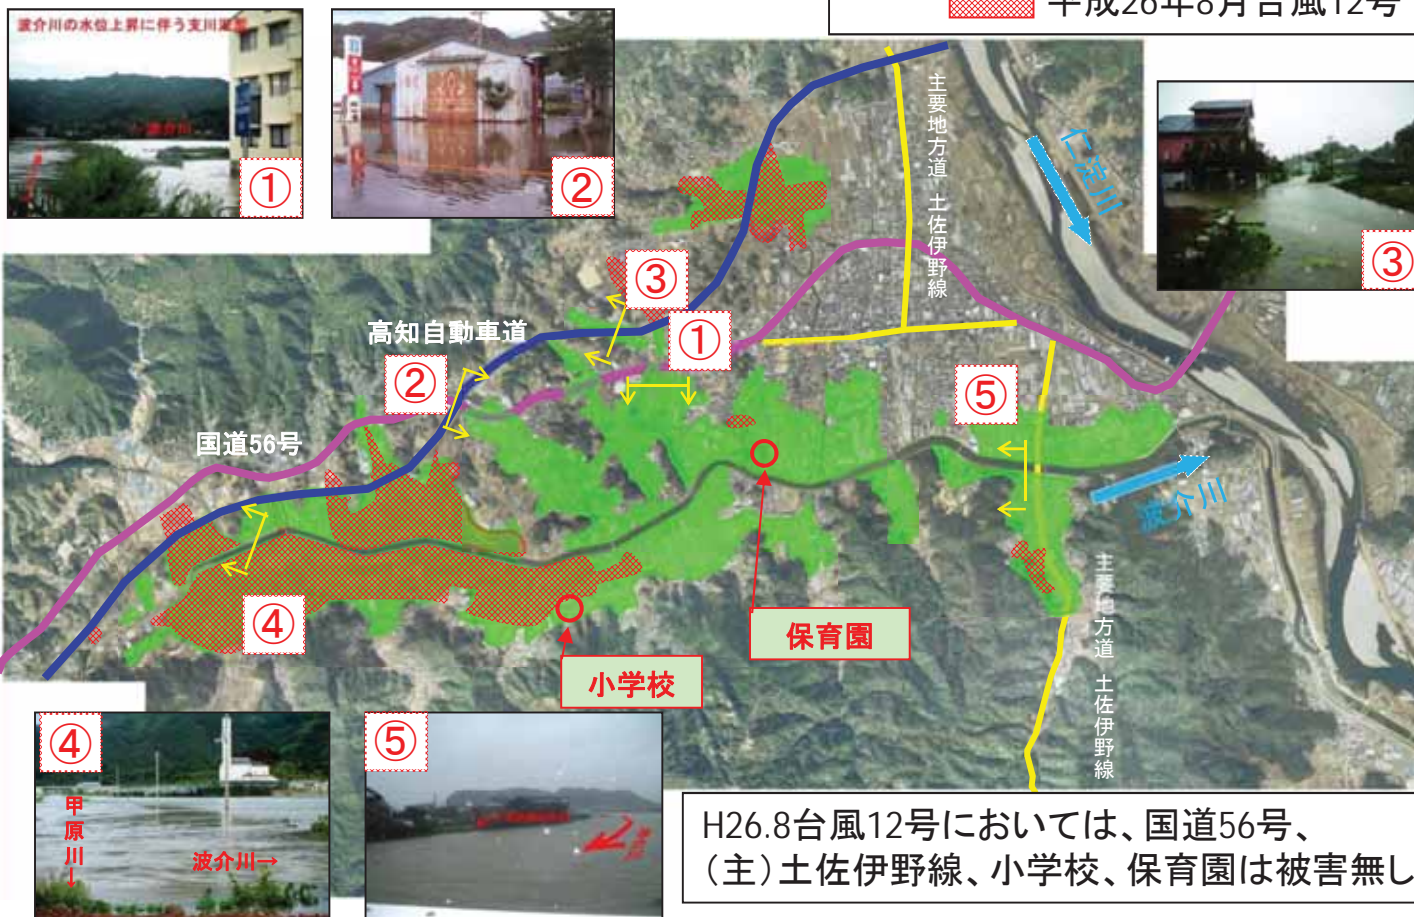 平成26年8月台風12号
波介川の水位上昇に伴う支川氾濫
←波介川
①
②
③
主要地方道 土佐伊野線
仁淀川
③
①
高知自動車道
②
国道56号
⑤
波介川
④
保育園
小学校
主要地方道 土佐伊野線
④
甲原川↓
波介川→
⑤
H26.8台風12号においては、国道56号、
(主)土佐伊野線、小学校、保育園は被害無し